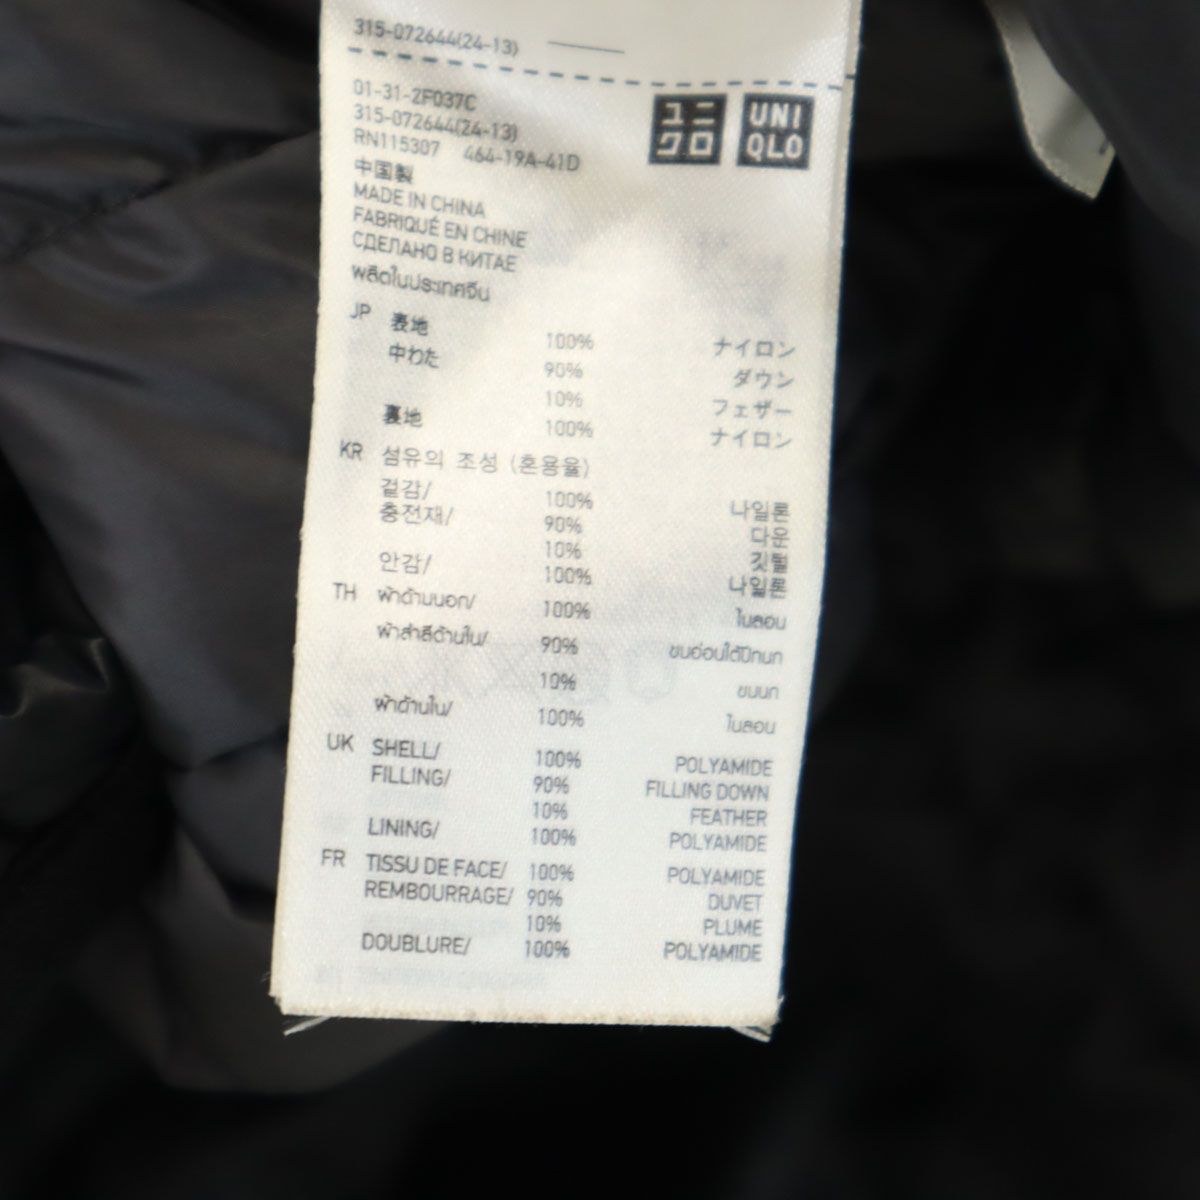 315-072644(24-13)
01-31-2F037C
315-072644(24-13)
RN115307 464-19A-41D
ユニ
クロ
UNI
QLO
中国製
MADE IN CHINA
FABRIQUÉ EN CHINE
СДЕЛАНО В КИТАЕ
ผลิตในประเทศจีน
JP 表地 100% ナイロン
中わた 90% ダウン
10% フェザー
裏地 100% ナイロン
KR 섬유의 조성 (혼용율)
겉감/ 100% 나일론
충전재/ 90% 다운
10% 깃털
안감/ 100% 나일론
TH ผ้าด้านนอก/ 100% ไนลอน
ผ้าสำลีด้านใน/ 90% ขนอ่อนใต้ปีกนก
10% ขนนก
ผ้าด้านใน/ 100% ไนลอน
UK SHELL/ 100% POLYAMIDE
FILLING/ 90% FILLING DOWN
10% FEATHER
LINING/ 100% POLYAMIDE
FR TISSU DE FACE/ 100% POLYAMIDE
REMBOURRAGE/ 90% DUVET
10% PLUME
DOUBLURE/ 100% POLYAMIDE